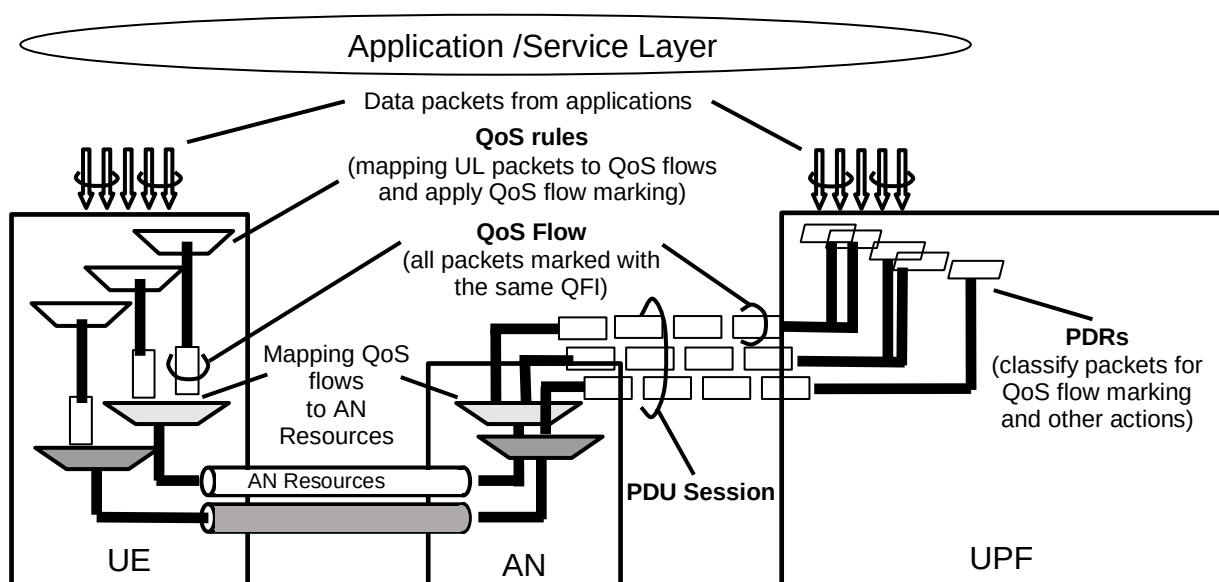 Application /Service Layer
Data packets from applications
QoS rules
(mapping UL packets to QoS flows
and apply QoS flow marking)
QoS Flow
(all packets marked with
the same QFI)
Mapping QoS
flows
to AN
Resources
PDRs
(classify packets for
QoS flow marking
and other actions)
AN Resources
PDU Session
UE
AN
UPF